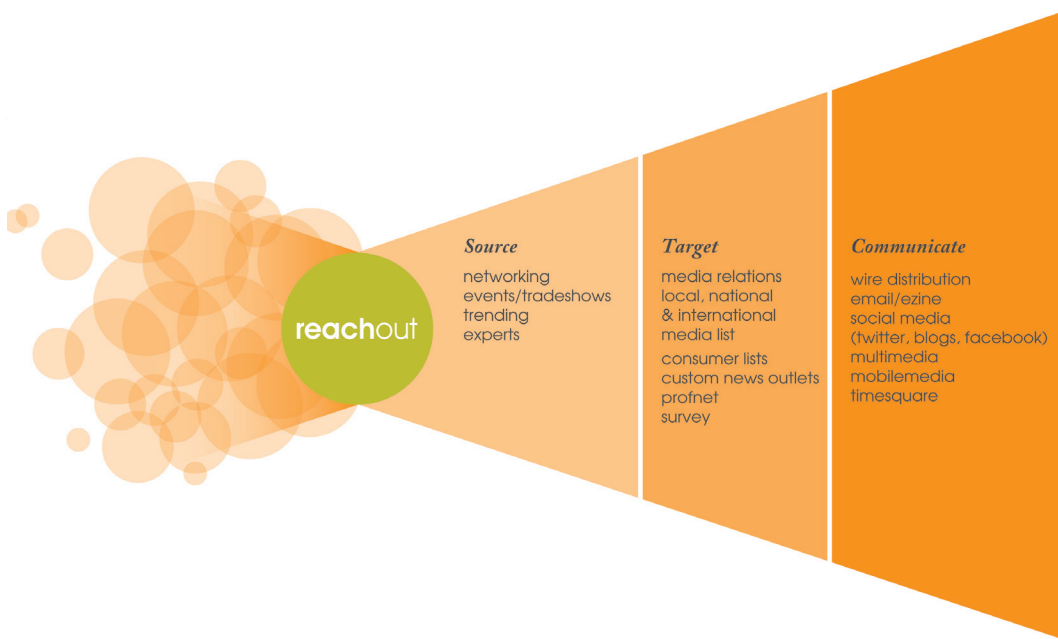 reachout
Source
networking
events/tradeshows
trending
experts
Target
media relations
local, national
& international
media list
consumer lists
custom news outlets
profnet
survey
Communicate
wire distribution
email/ezine
social media
(twitter, blogs, facebook)
multimedia
mobilemedia
timesquare